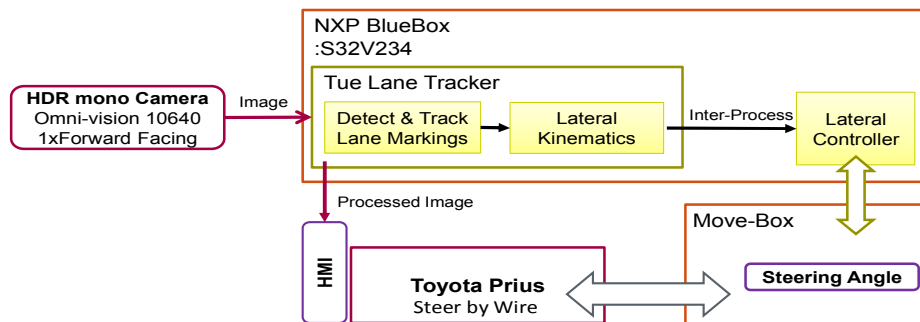 NXP BlueBox
:S32V234
Tue Lane Tracker
HDR mono Camera
Omni-vision 10640
1xForward Facing
Image
Detect & Track
Lane Markings
Lateral
Kinematics
Inter-Process
Lateral
Controller
Processed Image
HMI
Toyota Prius
Steer by Wire
Move-Box
Steering Angle